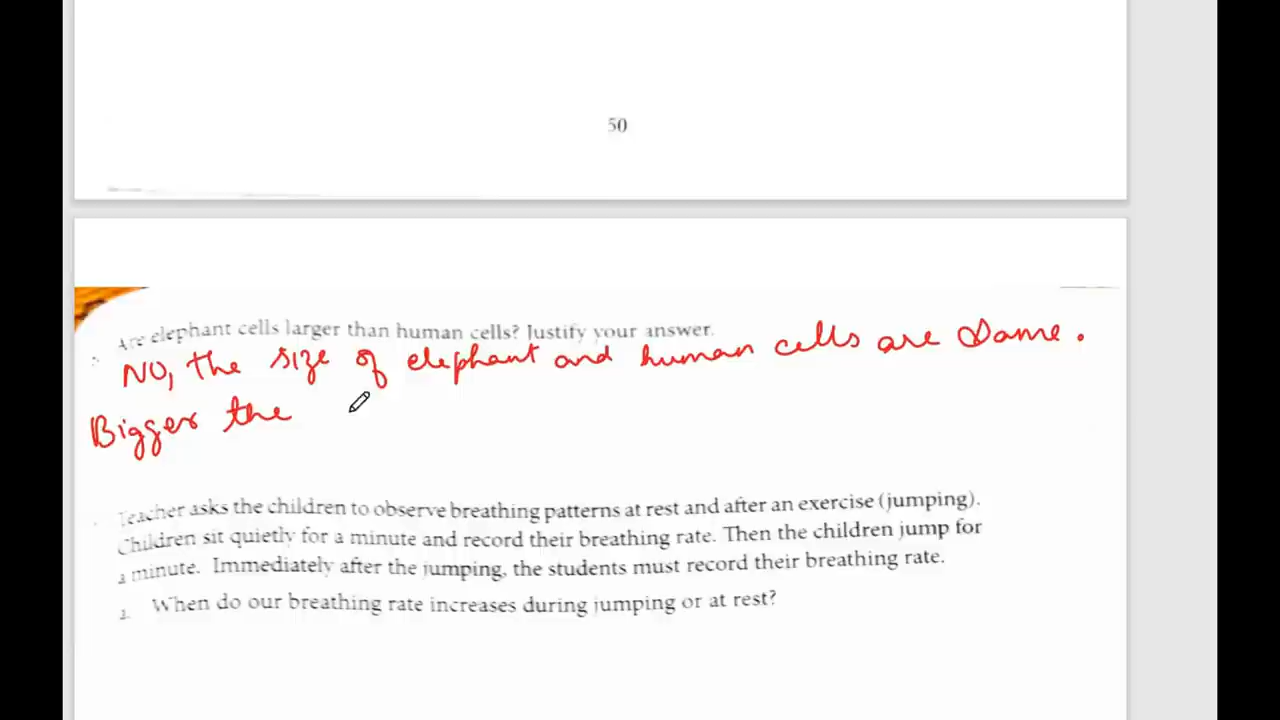 50
Are elephant cells larger than human cells? Justify your answer.
NO, the size of elephant and human cells are same.
Bigger the
Teacher asks the children to observe breathing patterns at rest and after an exercise (jumping).
Children sit quietly for a minute and record their breathing rate. Then the children jump for
a minute. Immediately after the jumping, the students must record their breathing rate.
When do our breathing rate increases during jumping or at rest?